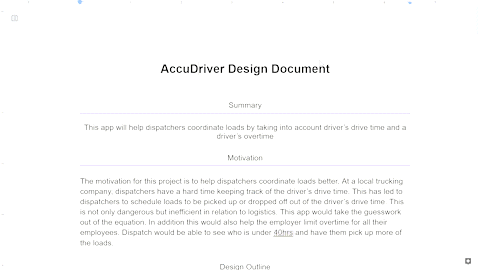 AccuDriver Design Document
Summary
This app will help dispatchers coordinate loads by taking into account driver's drive time and a
driver's overtime
Motivation
The motivation for this project is to help dispatchers coordinate loads better. At a local trucking
company, dispatchers have a hard time keeping track of the driver's drive time. This has led to
dispatchers to schedule loads to be picked up or dropped off out of the driver's drive time. This
is not only dangerous but inefficient in relation to logistics. This app would take the guesswork
out of the equation. In addition this would also help the employer limit overtime for all their
employees. Dispatch would be able to see who is under 40hrs and have them pick up more of
the loads.
Design Outline